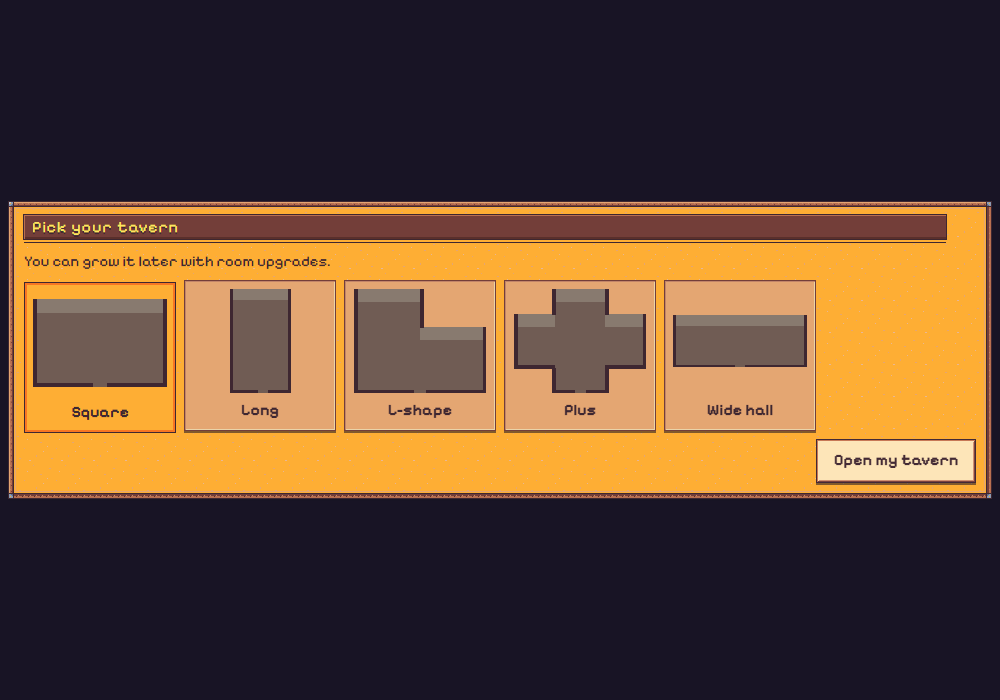 Pick your tavern
You can grow it later with room upgrades.
Square
Long
L-shape
Plus
Wide hall
Open my tavern